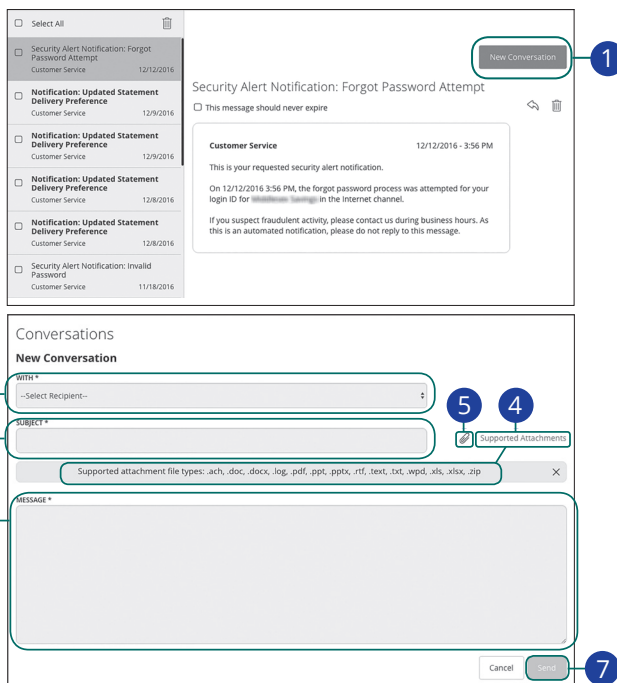 Select All
Security Alert Notification: Forgot
Password Attempt
Customer Service 12/12/2016
Notification: Updated Statement
Delivery Preference
Customer Service 12/9/2016
Notification: Updated Statement
Delivery Preference
Customer Service 12/9/2016
Notification: Updated Statement
Delivery Preference
Customer Service 12/8/2016
Notification: Updated Statement
Delivery Preference
Customer Service 12/8/2016
Security Alert Notification: Invalid
Password
Customer Service 11/18/2016
New Conversation
1
Security Alert Notification: Forgot Password Attempt
This message should never expire
Customer Service 12/12/2016 - 3:56 PM
This is your requested security alert notification.
On 12/12/2016 3:56 PM, the forgot password process was attempted for your
login ID for in the Internet channel.
If you suspect fraudulent activity, please contact us during business hours. As
this is an automated notification, please do not reply to this message.
Conversations
New Conversation
WITH *
--Select Recipient--
5 4
SUBJECT *
Supported Attachments
Supported attachment file types: .ach, .doc, .docx, .log, .pdf, .ppt, .pptx, .rtf, .text, .txt, .wpd, .xls, .xlsx, .zip
MESSAGE *
Cancel Send 7